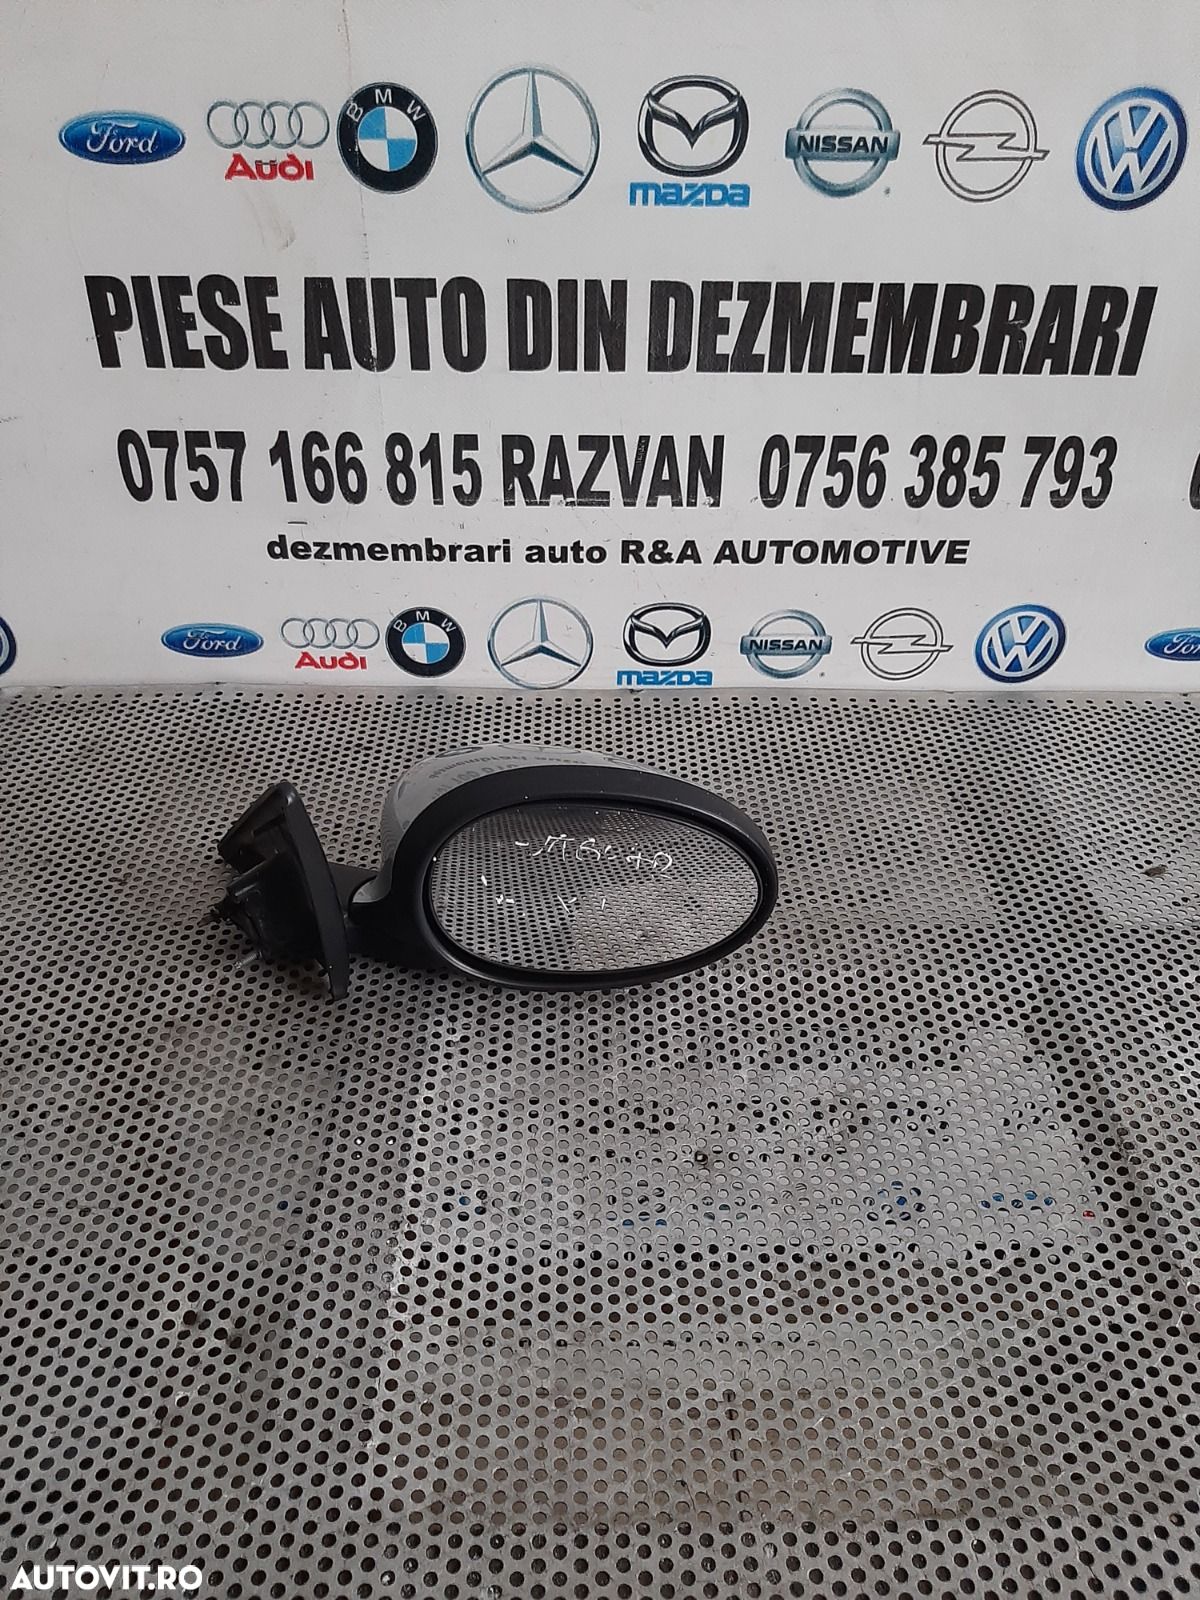 Ford Audi BMW mazda NISSAN
PIESE AUTO DIN DEZMEMBRARI
0757 166 815 RAZVAN 0756 385 793
dezmembrari auto R&A AUTOMOTIVE
Ford Audi BMW mazda NISSAN
AUTOVIT.RO